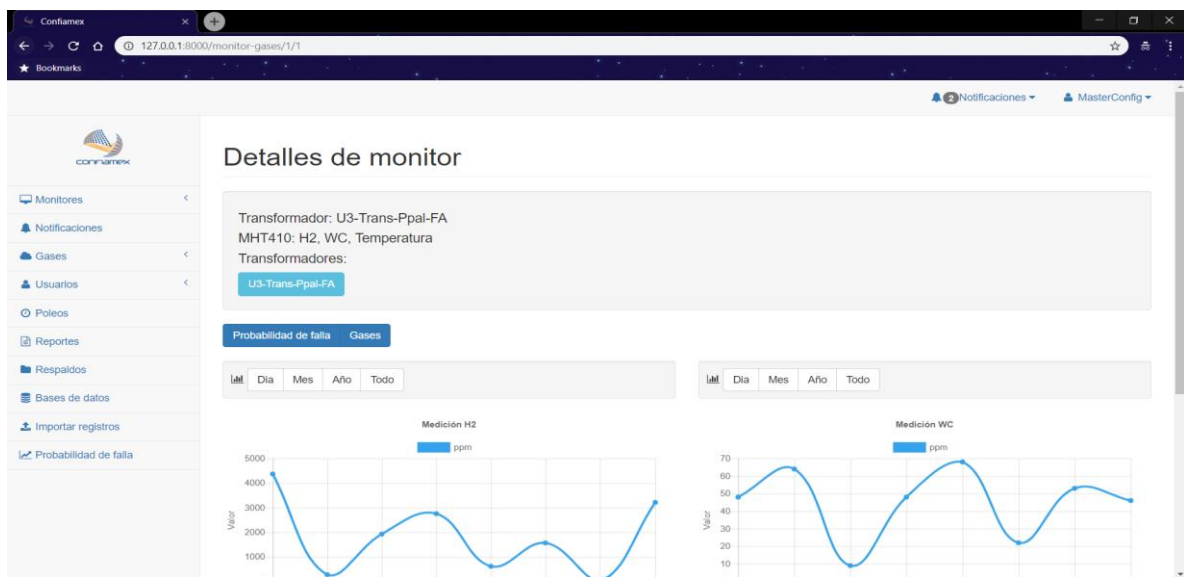 Confiamex
127.0.0.1:8000/monitor-gases/1/1
Bookmarks
2 Notificaciones
MasterConfig
confiamex
Monitores
Notificaciones
Gases
Usuarios
Poleos
Reportes
Respaldos
Bases de datos
Importar registros
Probabilidad de falla
Detalles de monitor
Transformador: U3-Trans-Ppal-FA
MHT410: H2, WC, Temperatura
Transformadores:
U3-Trans-Ppal-FA
Probabilidad de falla Gases
Dia Mes Año Todo
Medición H2
ppm
5000
4000
3000
2000
1000
Valor
Dia Mes Año Todo
Medición WC
ppm
70
60
50
40
30
20
10
Valor